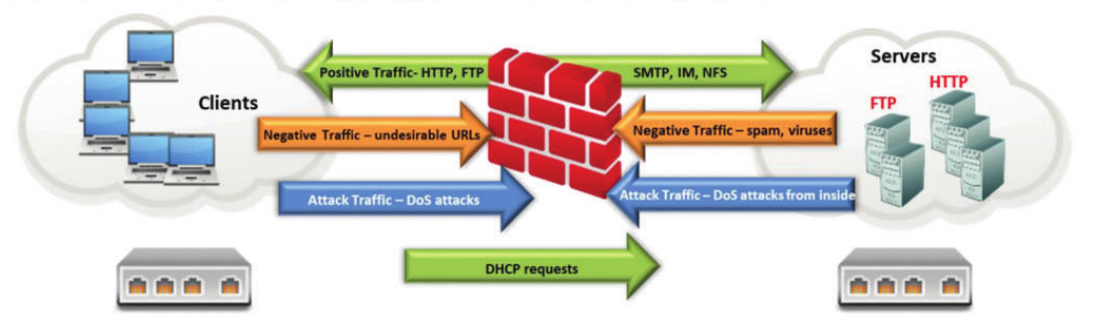 Positive Traffic- HTTP, FTP
SMTP, IM, NFS
Servers
HTTP
FTP
Clients
Negative Traffic – undesirable URLs
Negative Traffic – spam, viruses
Attack Traffic – DoS attacks
Attack Traffic – DoS attacks from inside
DHCP requests